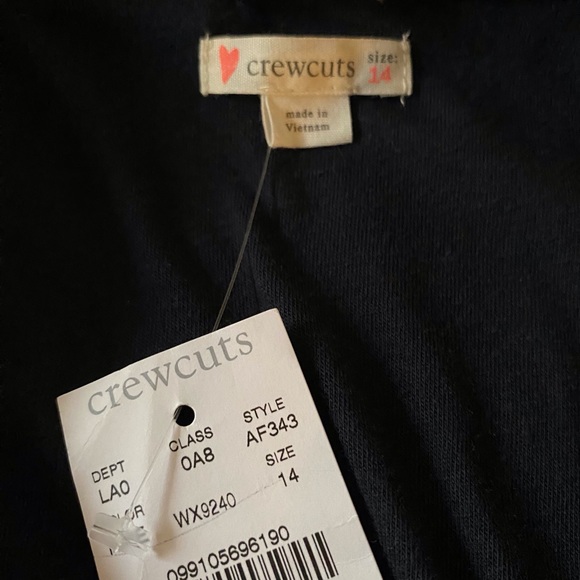 crewcuts
size:
14
made in
Vietnam
crewcuts
DEPT CLASS STYLE
LA0 0A8 AF343
WX9240
SIZE
14
099105696190